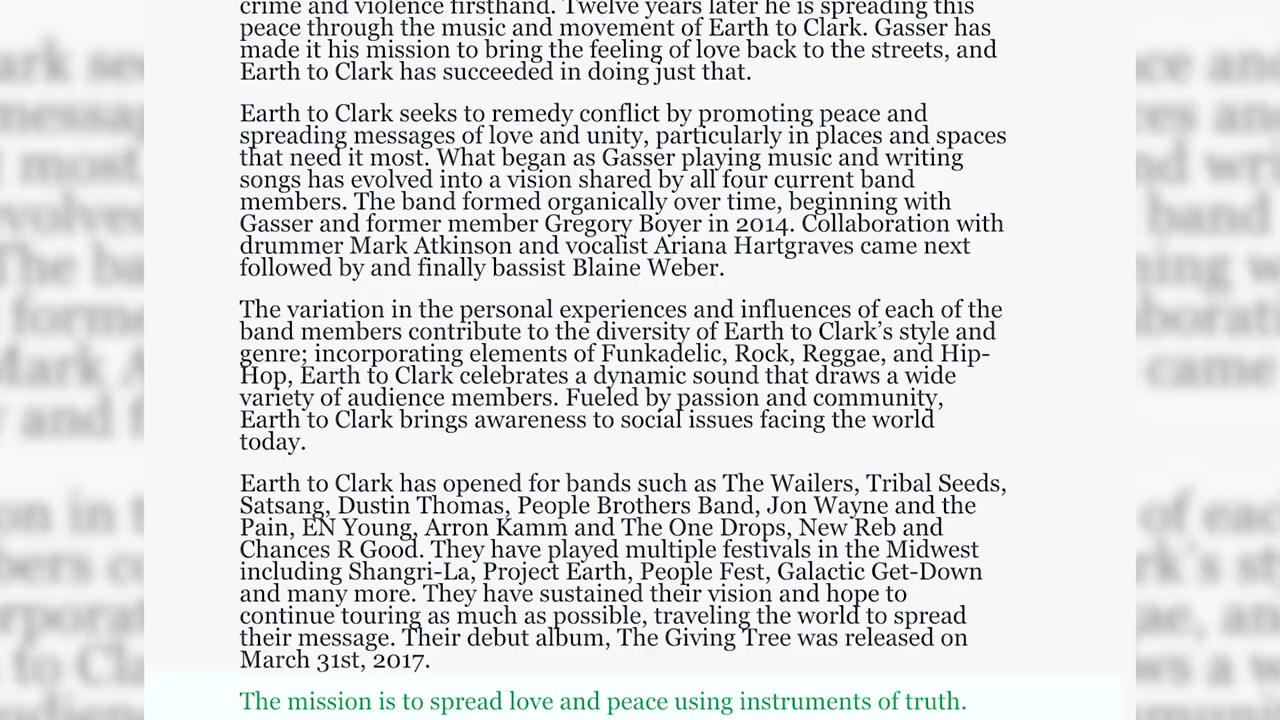 crime and violence firsthand. Twelve years later he is spreading this
peace through the music and movement of Earth to Clark. Gasser has
made it his mission to bring the feeling of love back to the streets, and
Earth to Clark has succeeded in doing just that.
Earth to Clark seeks to remedy conflict by promoting peace and
spreading messages of love and unity, particularly in places and spaces
that need it most. What began as Gasser playing music and writing
songs has evolved into a vision shared by all four current band
members. The band formed organically over time, beginning with
Gasser and former member Gregory Boyer in 2014. Collaboration with
drummer Mark Atkinson and vocalist Ariana Hartgraves came next
followed by and finally bassist Blaine Weber.
The variation in the personal experiences and influences of each of the
band members contribute to the diversity of Earth to Clark’s style and
genre; incorporating elements of Funkadelic, Rock, Reggae, and Hip-
Hop, Earth to Clark celebrates a dynamic sound that draws a wide
variety of audience members. Fueled by passion and community,
Earth to Clark brings awareness to social issues facing the world
today.
Earth to Clark has opened for bands such as The Wailers, Tribal Seeds,
Satsang, Dustin Thomas, People Brothers Band, Jon Wayne and the
Pain, EN Young, Arron Kamm and The One Drops, New Reb and
Chances R Good. They have played multiple festivals in the Midwest
including Shangri-La, Project Earth, People Fest, Galactic Get-Down
and many more. They have sustained their vision and hope to
continue touring as much as possible, traveling the world to spread
their message. Their debut album, The Giving Tree was released on
March 31st, 2017.
The mission is to spread love and peace using instruments of truth.